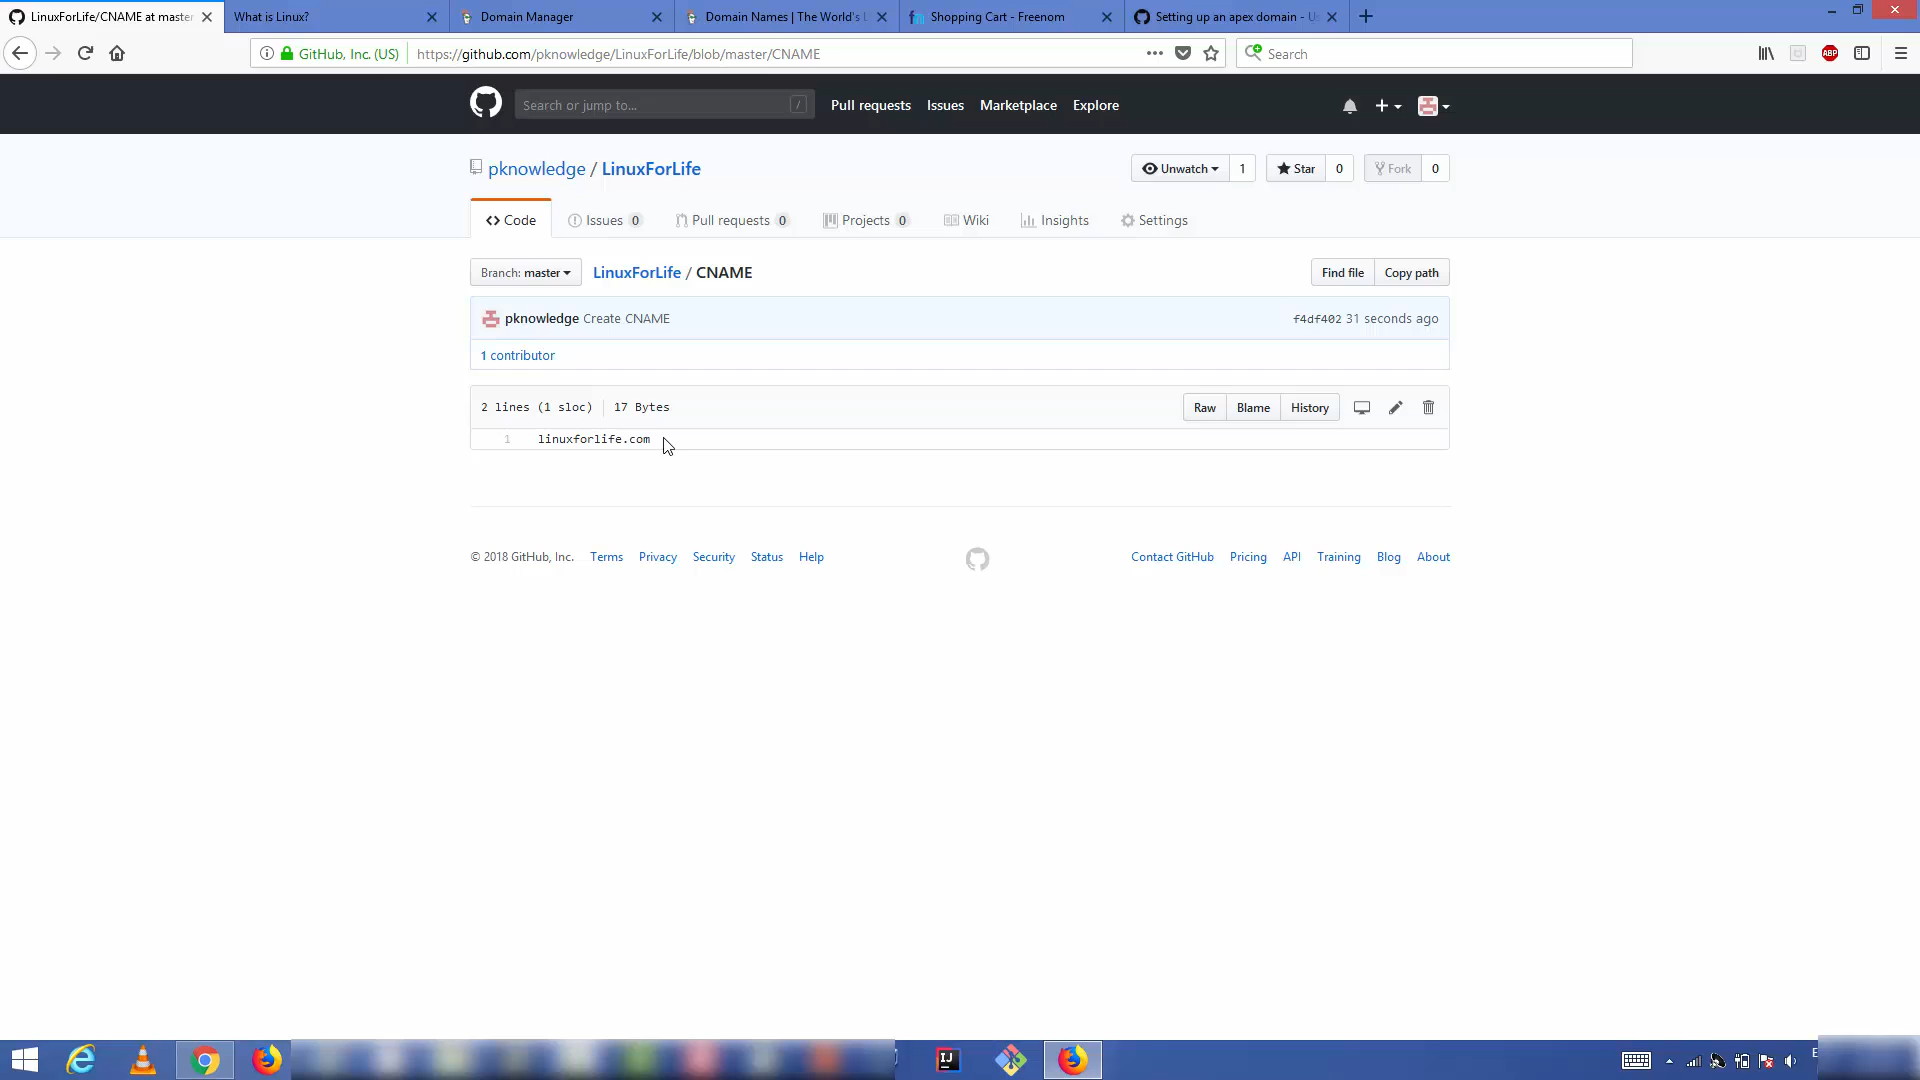 LinuxForLife/CNAME at master
What is Linux?
Domain Manager
Domain Names | The World's L
Shopping Cart - Freenom
Setting up an apex domain - U
GitHub, Inc. (US)
https://github.com/pknowledge/LinuxForLife/blob/master/CNAME
Search
ABP
Search or jump to...
/
Pull requests
Issues
Marketplace
Explore
pknowledge / LinuxForLife
Unwatch 1
Star 0
Fork 0
Code
Issues 0
Pull requests 0
Projects 0
Wiki
Insights
Settings
Branch: master
LinuxForLife / CNAME
Find file
Copy path
pknowledge Create CNAME
f4df402 31 seconds ago
1 contributor
2 lines (1 sloc) 17 Bytes
Raw
Blame
History
1 linuxforlife.com
© 2018 GitHub, Inc. Terms Privacy Security Status Help
Contact GitHub Pricing API Training Blog About
IJ